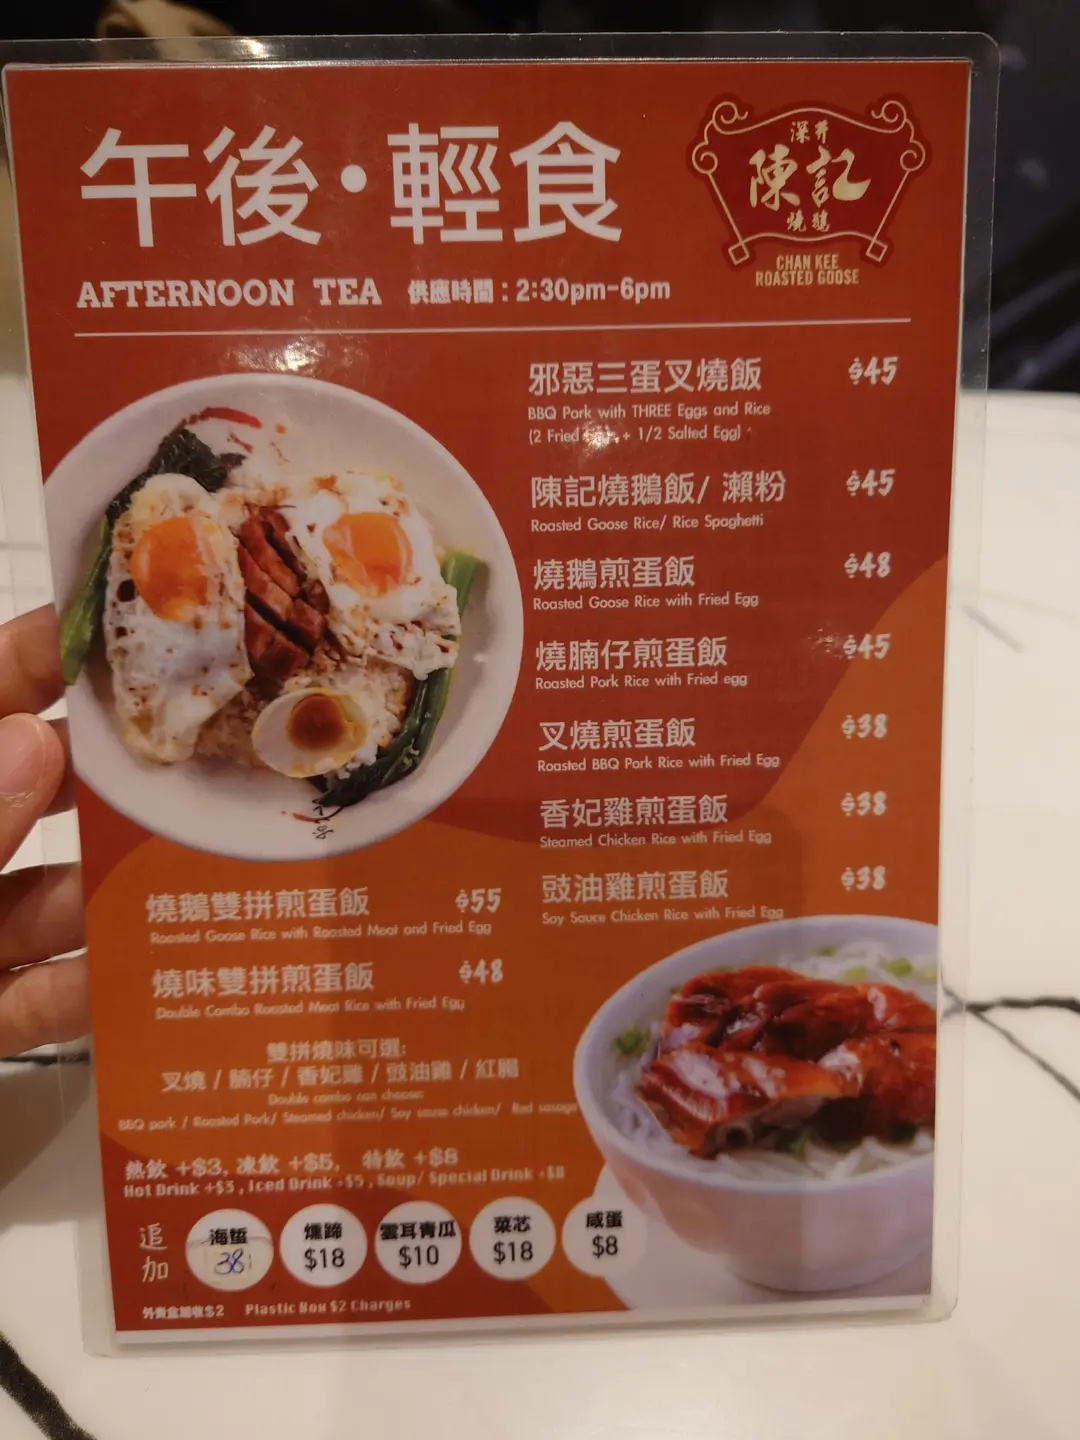 午後·輕食
AFTERNOON TEA 供應時間：2:30pm-6pm
深井
陳記
燒鵝
CHAN KEE
ROASTED GOOSE
邪惡三蛋叉燒飯 $45
BBQ Pork with THREE Eggs and Rice
(2 Fried + 1/2 Salted Egg)
陳記燒鵝飯/ 瀨粉 $45
Roasted Goose Rice/ Rice Spaghetti
燒鵝煎蛋飯 $48
Roasted Goose Rice with Fried Egg
燒腩仔煎蛋飯 $45
Roasted Pork Rice with Fried egg
叉燒煎蛋飯 $38
Roasted BBQ Pork Rice with Fried Egg
香妃雞煎蛋飯 $38
Steamed Chicken Rice with Fried Egg
豉油雞煎蛋飯 $38
Soy Sauce Chicken Rice with Fried Egg
燒鵝雙拼煎蛋飯 $55
Roasted Goose Rice with Roasted Meat and Fried Egg
燒味雙拼煎蛋飯 $48
Double Combo Roasted Meat Rice with Fried Egg
雙拼燒味可選:
叉燒 / 腩仔 / 香妃雞 / 豉油雞 / 紅腸
Double combo can choose:
BBQ pork / Roasted Pork/ Steamed chicken/ Soy sause chicken/ Red sasage
熱飲 +$3, 凍飲 +$5, 特飲 +$8
Hot Drink +$3, Iced Drink +$5, Soup/ Special Drink +$8
追加
海蜇 38
燻蹄 $18
雲耳青瓜 $10
菜芯 $18
咸蛋 $8
外賣盒加收$2 Plastic Box $2 Charges